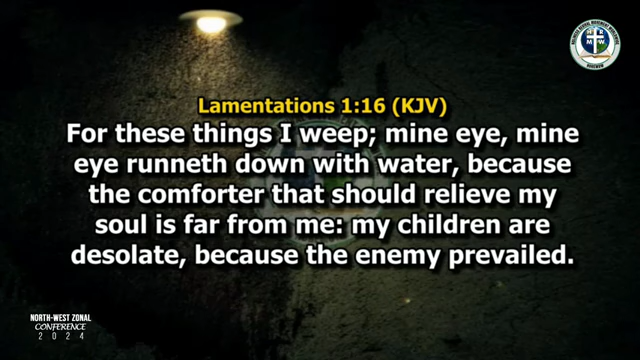 Lamentations 1:16 (KJV)
For these things I weep; mine eye, mine
eye runneth down with water, because
the comforter that should relieve my
soul is far from me: my children are
desolate, because the enemy prevailed.
NORTH-WEST ZONAL
CONFERENCE
2024
M W